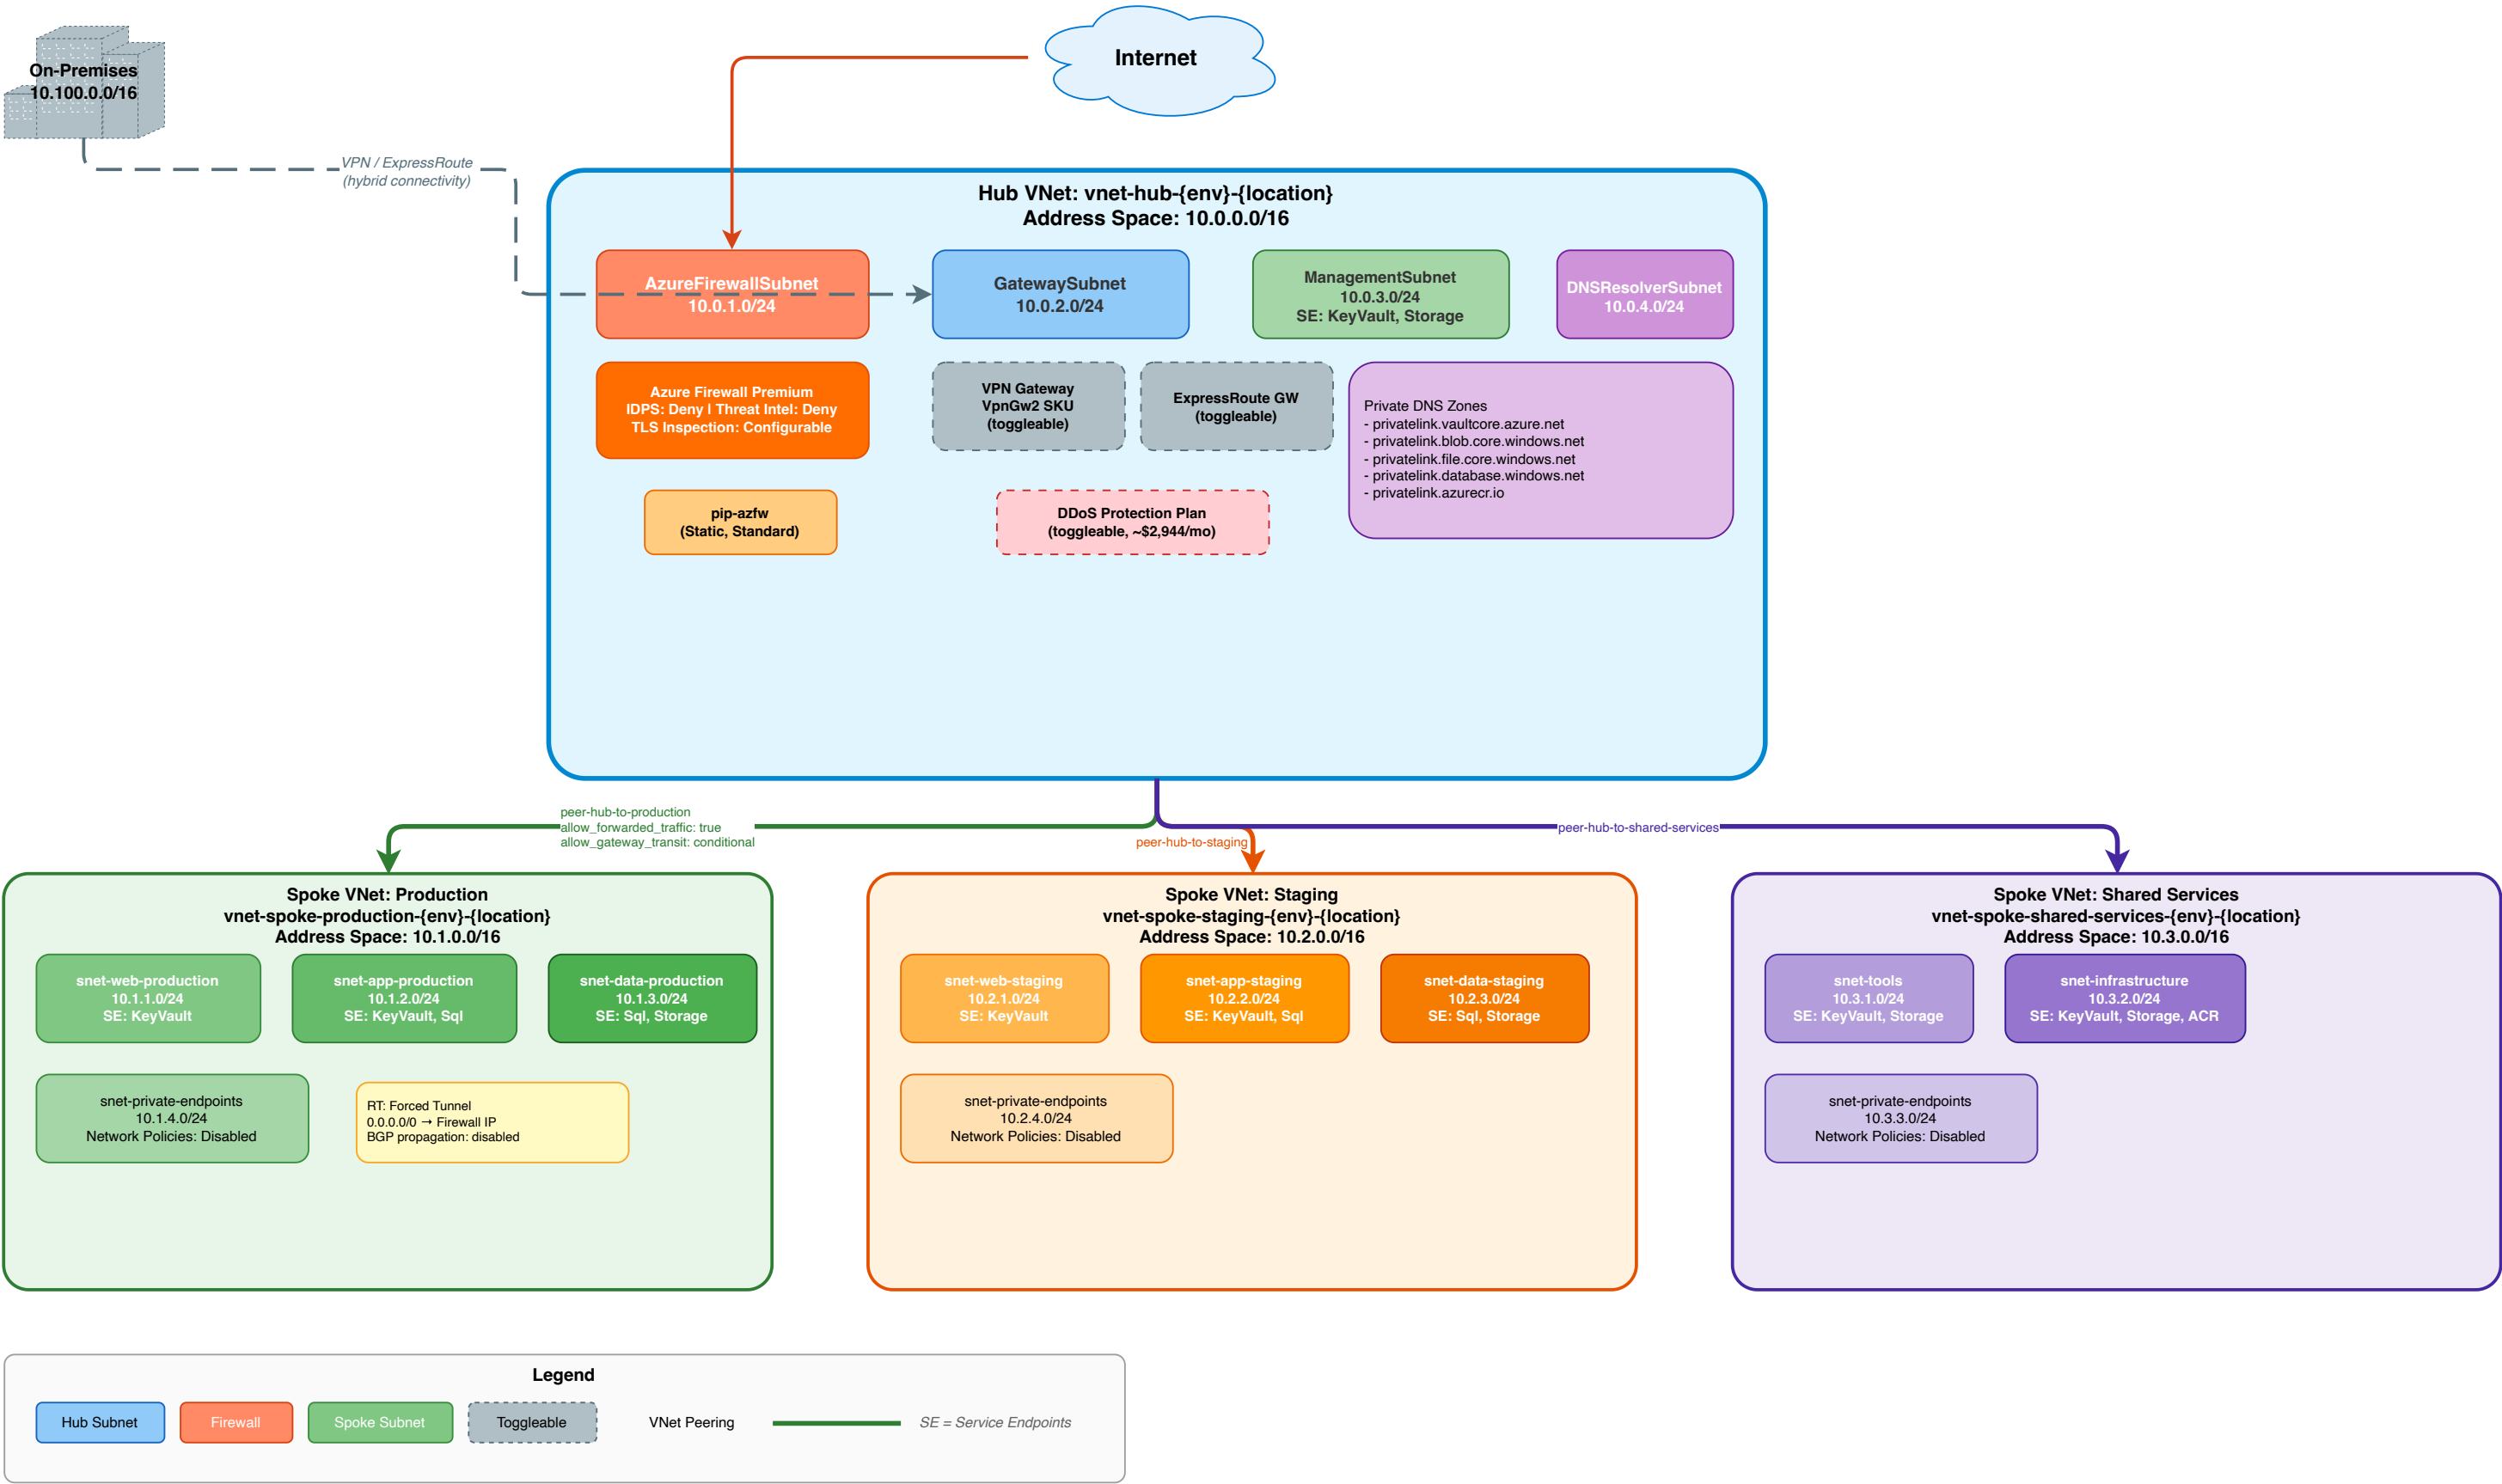 Internet
On-Premises
10.100.0.0/16
VPN / ExpressRoute
(hybrid connectivity)
Hub VNet: vnet-hub-{env}-{location}
Address Space: 10.0.0.0/16
AzureFirewallSubnet
10.0.1.0/24
GatewaySubnet
10.0.2.0/24
ManagementSubnet
10.0.3.0/24
SE: KeyVault, Storage
DNSResolverSubnet
10.0.4.0/24
Azure Firewall Premium
IDPS: Deny | Threat Intel: Deny
TLS Inspection: Configurable
VPN Gateway
VpnGw2 SKU
(toggleable)
ExpressRoute GW
(toggleable)
Private DNS Zones
- privatelink.vaultcore.azure.net
- privatelink.blob.core.windows.net
- privatelink.file.core.windows.net
- privatelink.database.windows.net
- privatelink.azurecr.io
pip-azfw
(Static, Standard)
DDoS Protection Plan
(toggleable, ~$2,944/mo)
peer-hub-to-production
allow_forwarded_traffic: true
allow_gateway_transit: conditional
peer-hub-to-staging
peer-hub-to-shared-services
Spoke VNet: Production
vnet-spoke-production-{env}-{location}
Address Space: 10.1.0.0/16
snet-web-production
10.1.1.0/24
SE: KeyVault
snet-app-production
10.1.2.0/24
SE: KeyVault, Sql
snet-data-production
10.1.3.0/24
SE: Sql, Storage
snet-private-endpoints
10.1.4.0/24
Network Policies: Disabled
RT: Forced Tunnel
0.0.0.0/0 → Firewall IP
BGP propagation: disabled
Spoke VNet: Staging
vnet-spoke-staging-{env}-{location}
Address Space: 10.2.0.0/16
snet-web-staging
10.2.1.0/24
SE: KeyVault
snet-app-staging
10.2.2.0/24
SE: KeyVault, Sql
snet-data-staging
10.2.3.0/24
SE: Sql, Storage
snet-private-endpoints
10.2.4.0/24
Network Policies: Disabled
Spoke VNet: Shared Services
vnet-spoke-shared-services-{env}-{location}
Address Space: 10.3.0.0/16
snet-tools
10.3.1.0/24
SE: KeyVault, Storage
snet-infrastructure
10.3.2.0/24
SE: KeyVault, Storage, ACR
snet-private-endpoints
10.3.3.0/24
Network Policies: Disabled
Legend
Hub Subnet
Firewall
Spoke Subnet
Toggleable
VNet Peering
SE = Service Endpoints